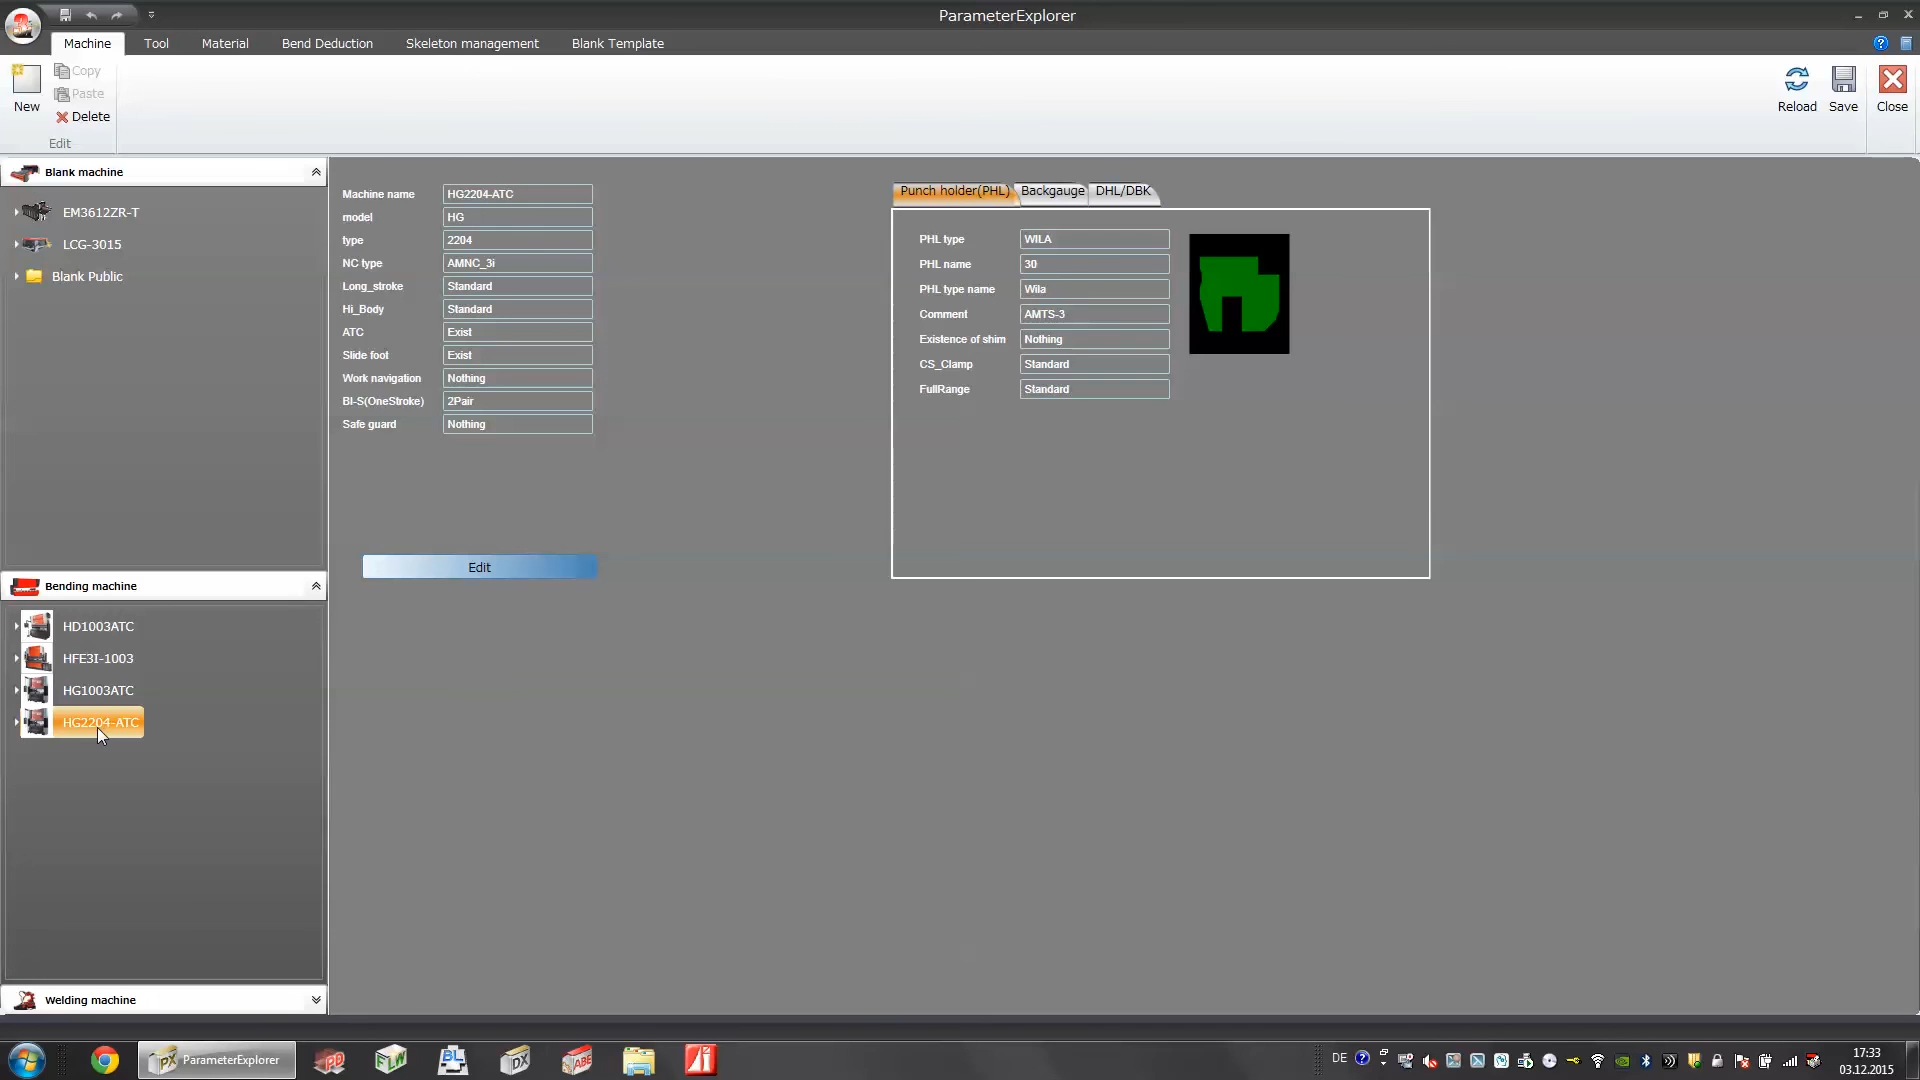 ParameterExplorer
Machine Tool Material Bend Deduction Skeleton management Blank Template
New
Copy
Paste
Delete
Edit
Reload Save Close
Blank machine
EM3612ZR-T
LCG-3015
Blank Public
Bending machine
HD1003ATC
HFE3I-1003
HG1003ATC
HG2204-ATC
Welding machine
Machine name HG2204-ATC
model HG
type 2204
NC type AMNC_3i
Long_stroke Standard
Hi_Body Standard
ATC Exist
Slide foot Exist
Work navigation Nothing
BI-S(OneStroke) 2Pair
Safe guard Nothing
Edit
Punch holder(PHL) Backgauge DHL/DBK
PHL type WILA
PHL name 30
PHL type name Wila
Comment AMTS-3
Existence of shim Nothing
CS_Clamp Standard
FullRange Standard
PX ParameterExplorer
FLW
BL
DX
ABE
DE
17:33
03.12.2015